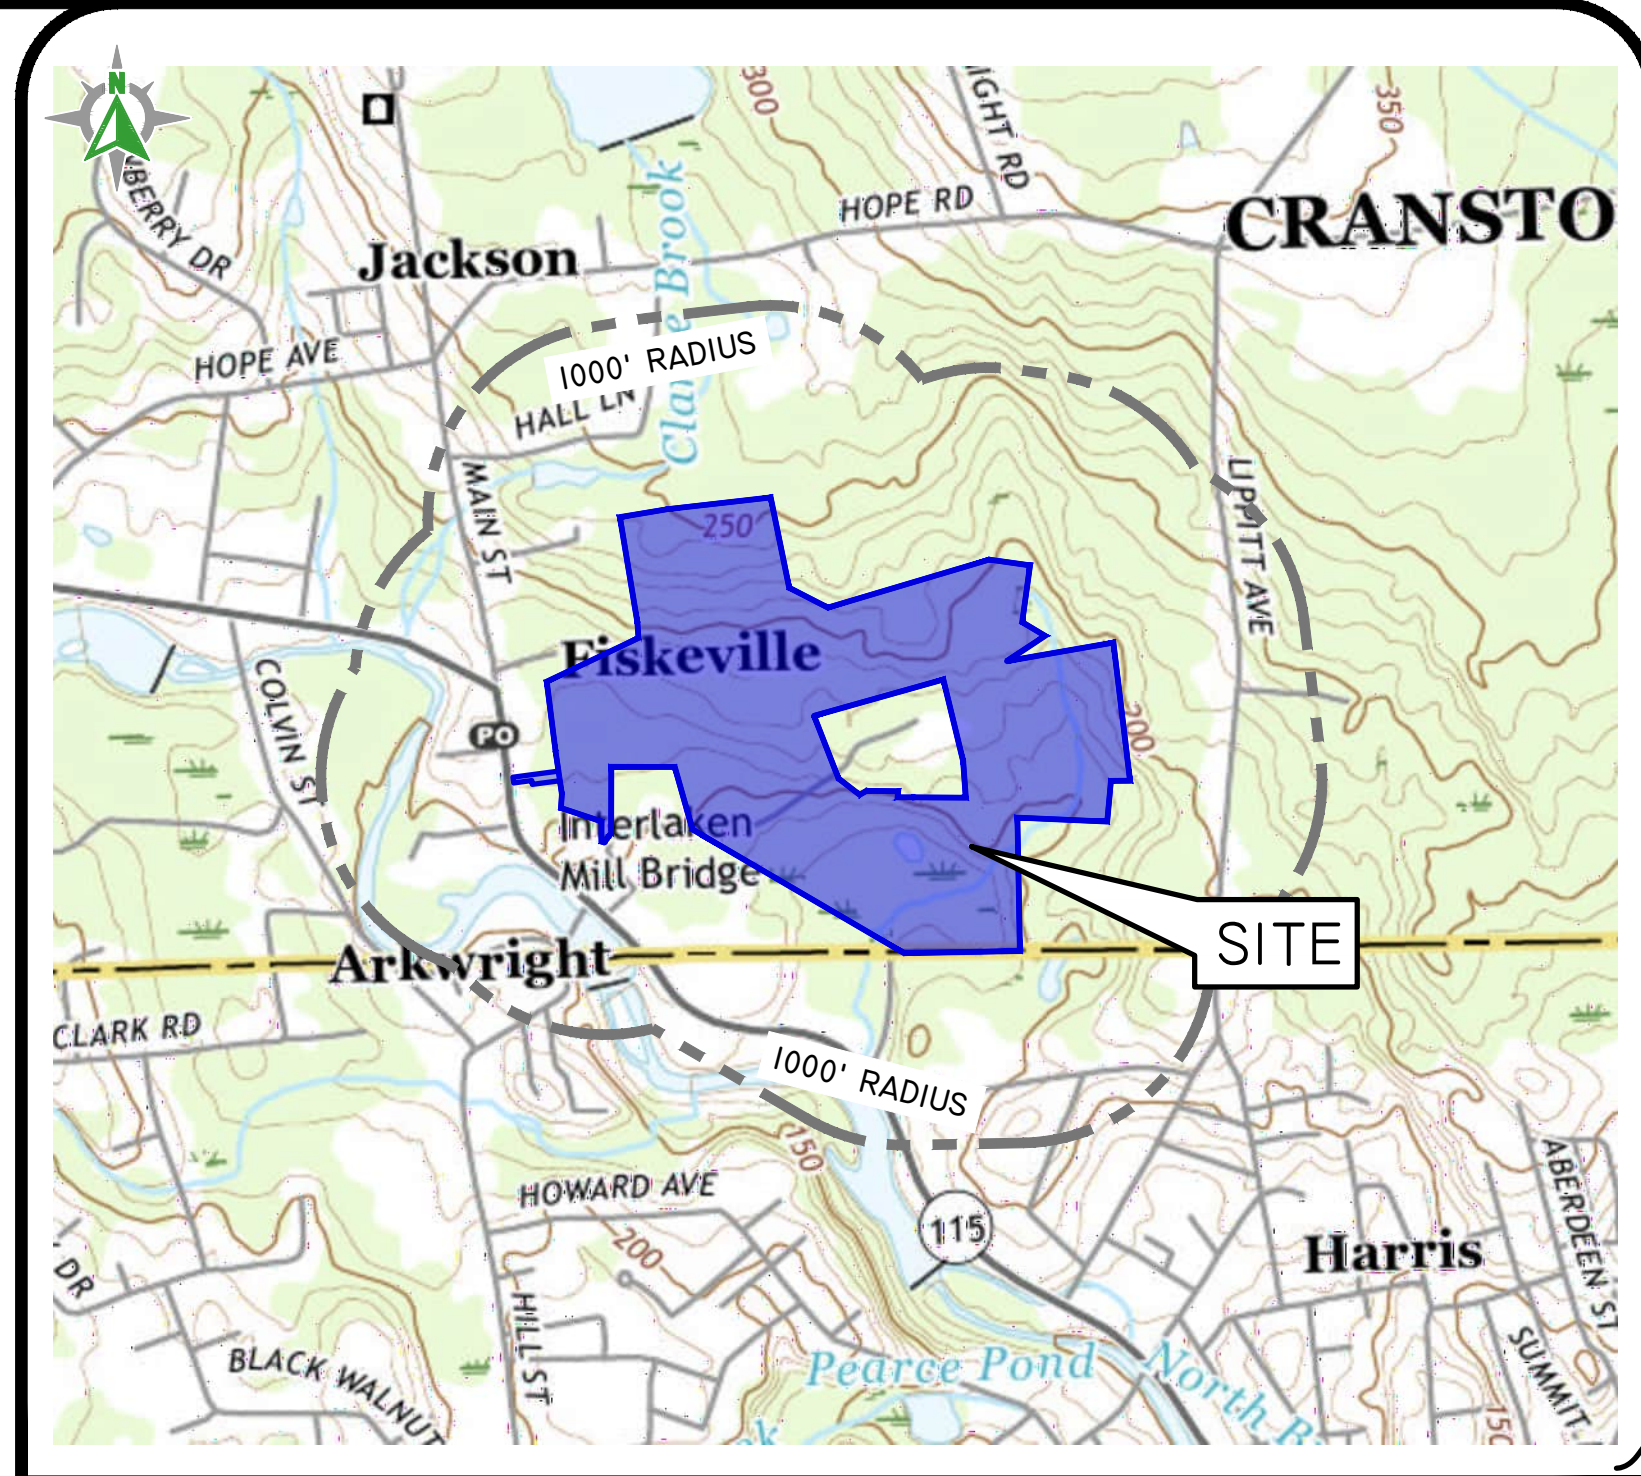 N
300
350
IGHT RD
NBERRY DR
HOPE RD
CRANSTO
Jackson
Brook
HOPE AVE
1000' RADIUS
HALL LN
MAIN ST
LIPPITT AVE
250
Fiskeville
COLVIN ST
PO
200
Interlaken
Mill Bridge
SITE
Arkwright
CLARK RD
1000' RADIUS
150
HOWARD AVE
115
200
Harris
ABERDEEN ST
DR
HILL ST
BLACK WALNUT
Pearce Pond
North
SUMMIT
150